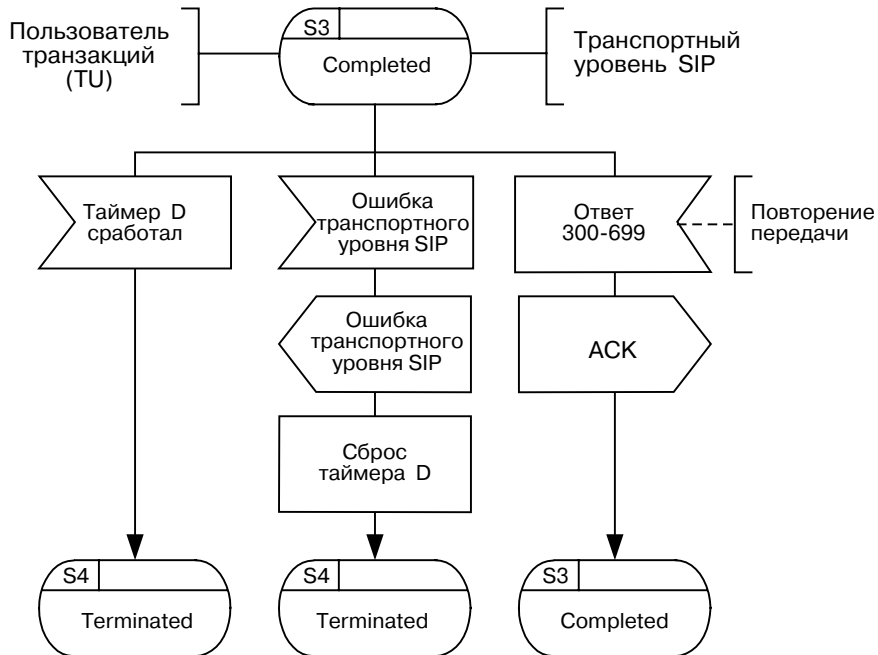 Пользователь
транзакций
(TU)
S3
Completed
Транспортный
уровень SIP
Таймер D
сработал
Ошибка
транспортного
уровня SIP
Ответ
300-699
Повторение
передачи
Ошибка
транспортного
уровня SIP
ACK
Сброс
таймера D
S4
Terminated
S4
Terminated
S3
Completed